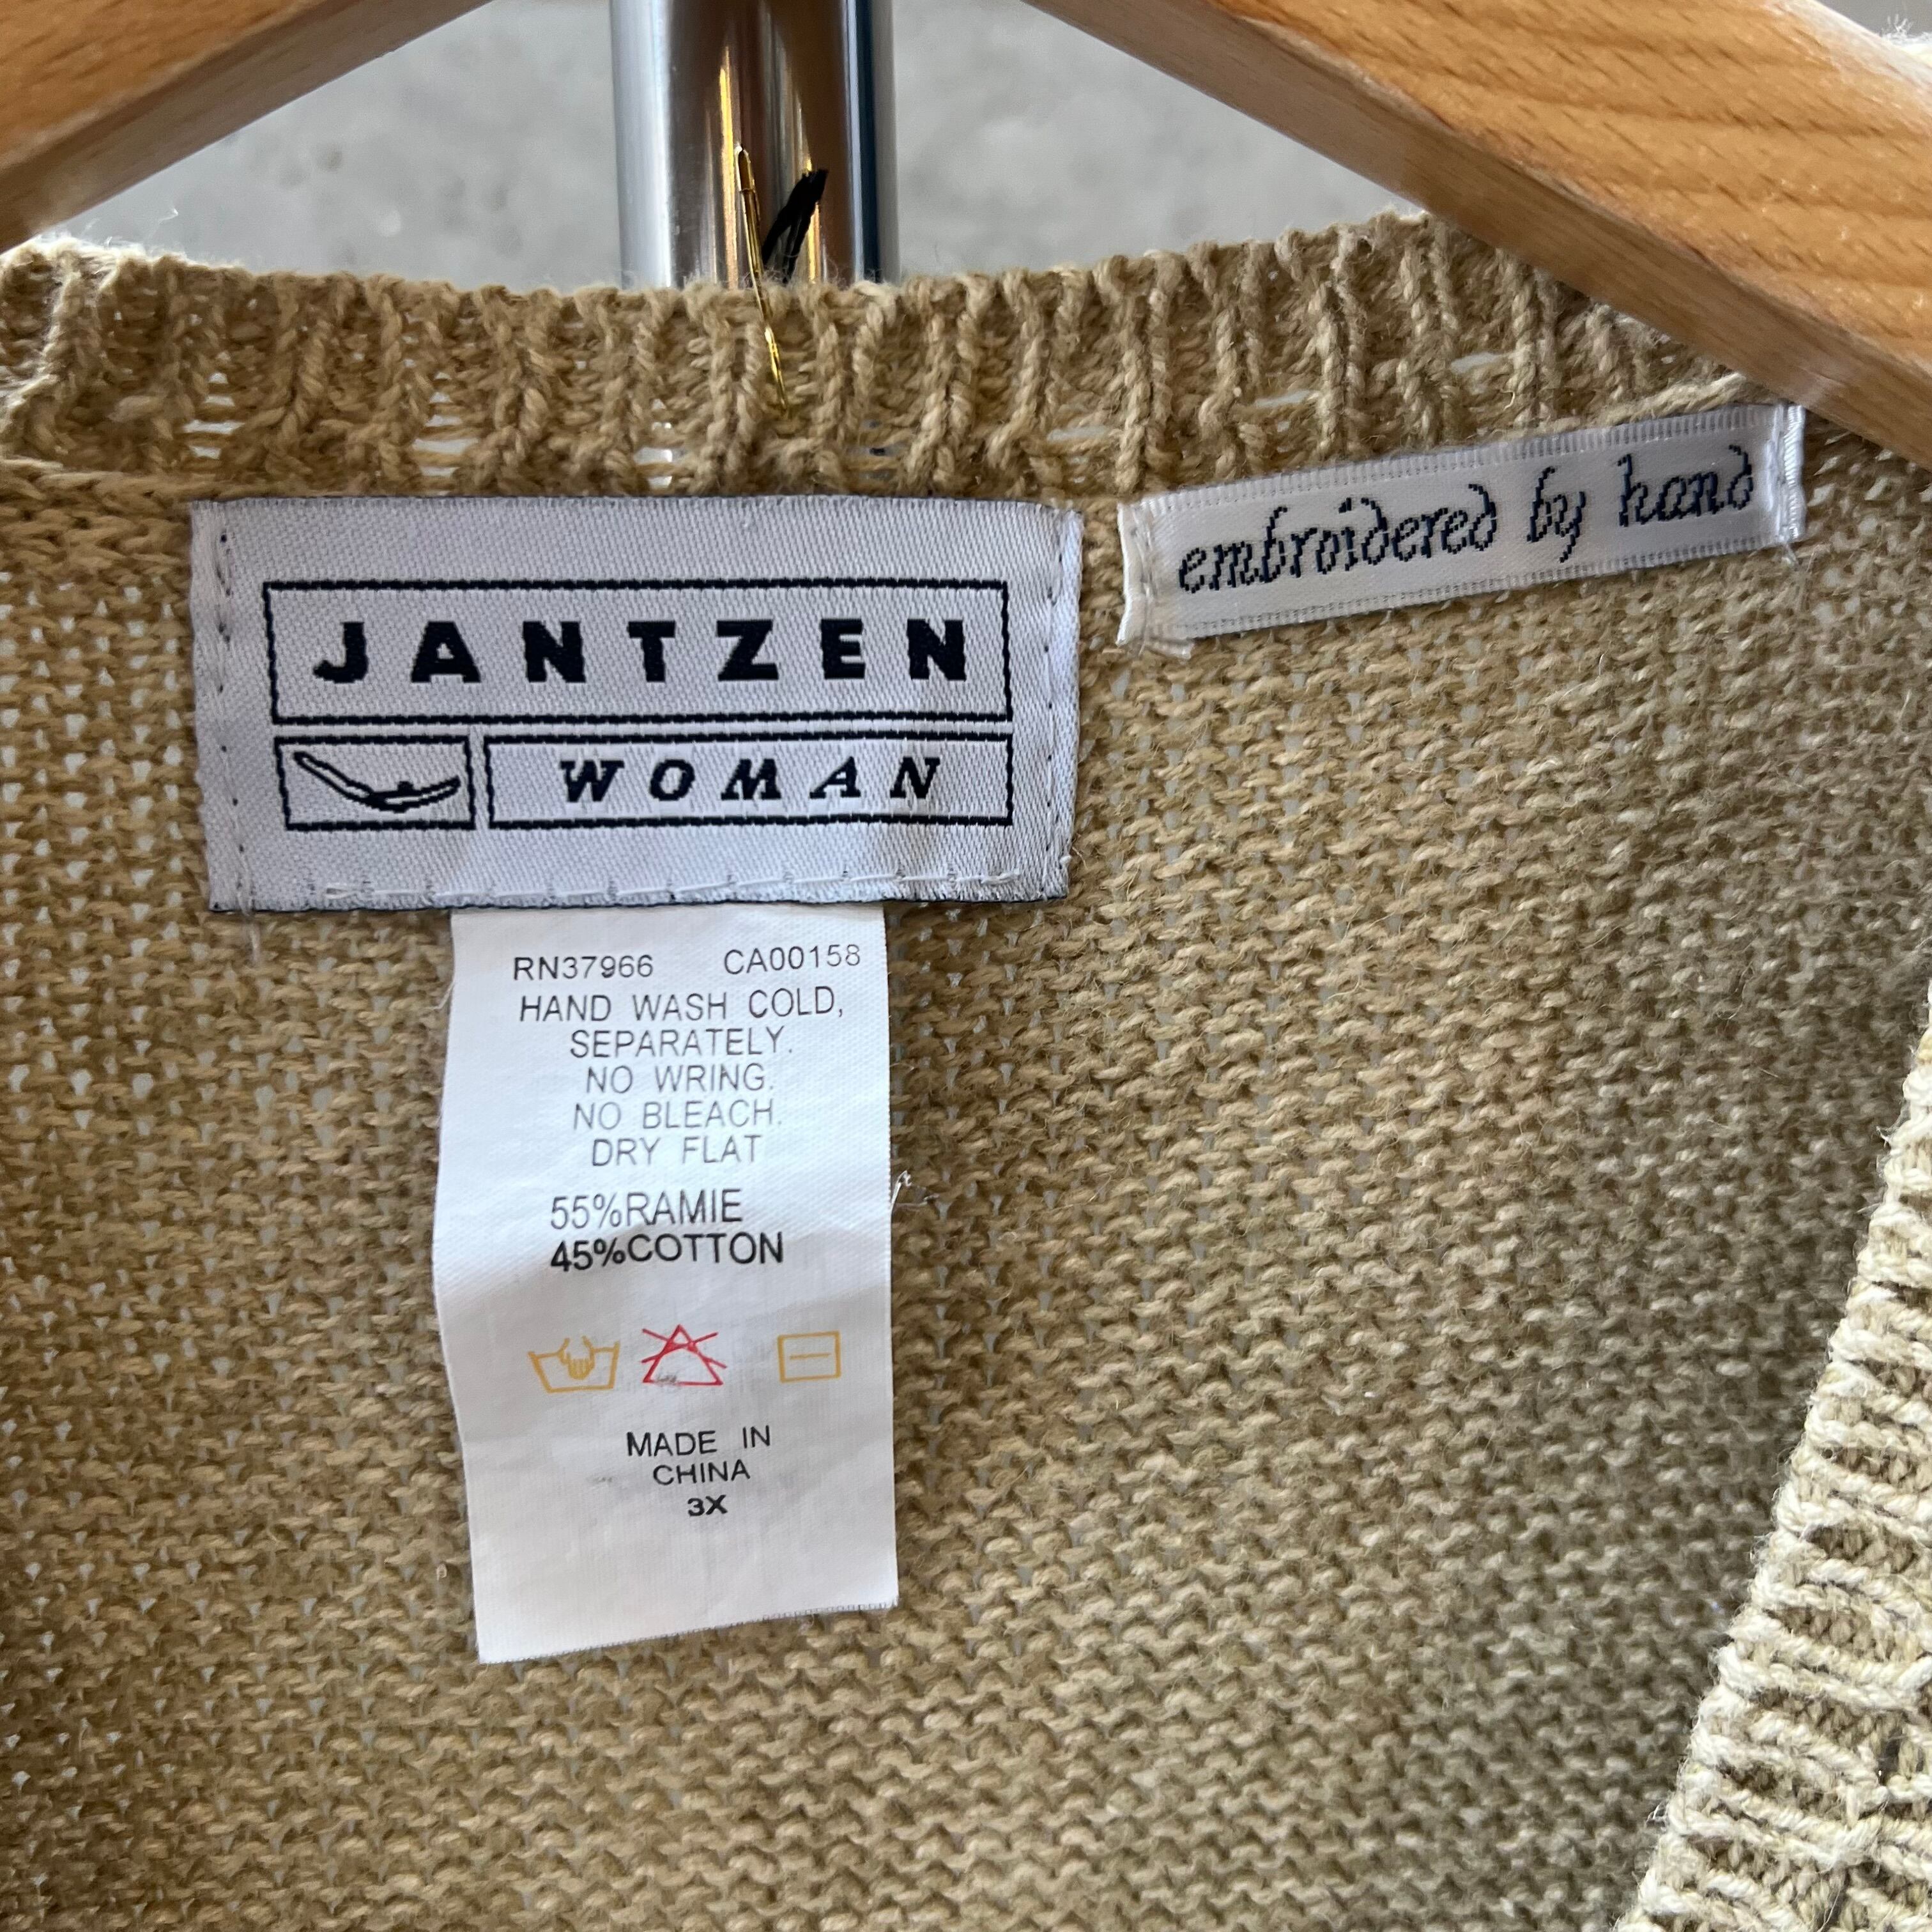 JANTZEN
WOMAN
embroidered by hand
RN37966 CA00158
HAND WASH COLD,
SEPARATELY.
NO WRING.
NO BLEACH.
DRY FLAT
55%RAMIE
45%COTTON
MADE IN
CHINA
3X